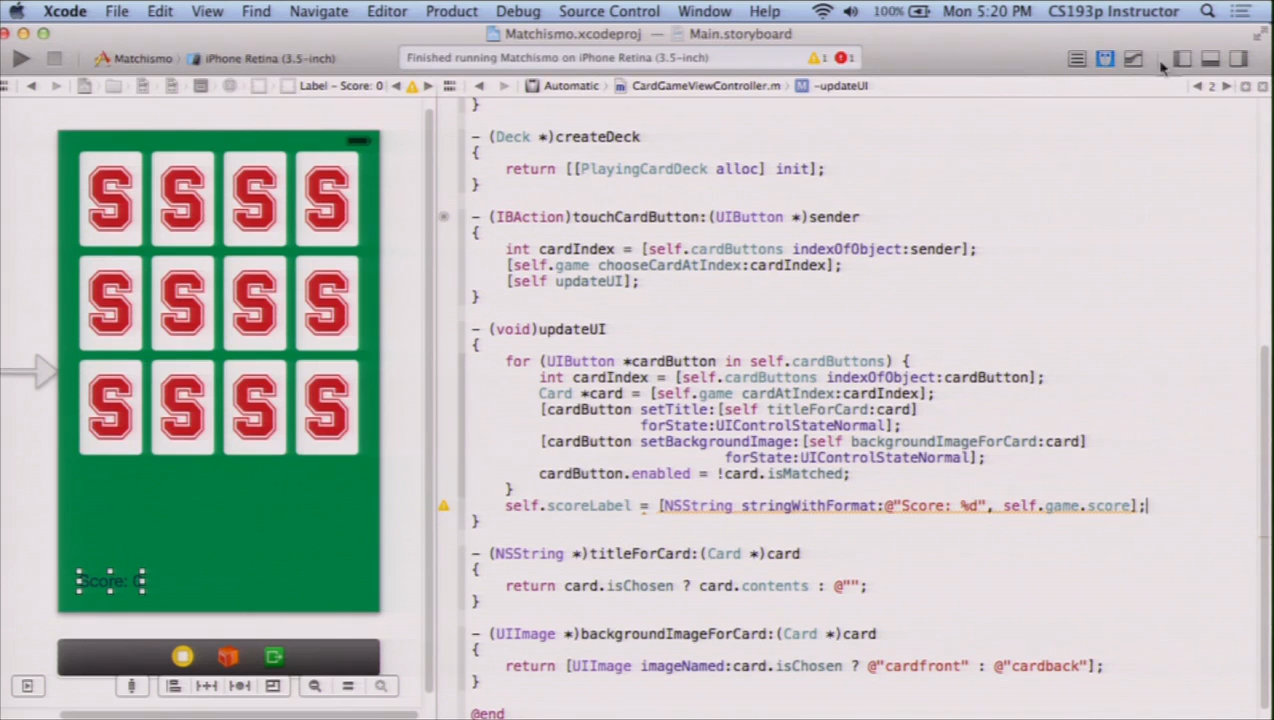 Xcode File Edit View Find Navigate Editor Product Debug Source Control Window Help 100% Mon 5:20 PM CS193p Instructor
Matchismo.xcodeproj — Main.storyboard
Matchismo iPhone Retina (3.5-inch) Finished running Matchismo on iPhone Retina (3.5-inch) 1 1
Label – Score: 0 Automatic CardGameViewController.m M -updateUI 2
}
- (Deck *)createDeck
{
return [[PlayingCardDeck alloc] init];
}
- (IBAction)touchCardButton:(UIButton *)sender
{
int cardIndex = [self.cardButtons indexOfObject:sender];
[self.game chooseCardAtIndex:cardIndex];
[self updateUI];
}
- (void)updateUI
{
for (UIButton *cardButton in self.cardButtons) {
int cardIndex = [self.cardButtons indexOfObject:cardButton];
Card *card = [self.game cardAtIndex:cardIndex];
[cardButton setTitle:[self titleForCard:card]
forState:UIControlStateNormal];
[cardButton setBackgroundImage:[self backgroundImageForCard:card]
forState:UIControlStateNormal];
cardButton.enabled = !card.isMatched;
}
self.scoreLabel = [NSString stringWithFormat:@"Score: %d", self.game.score];
}
- (NSString *)titleForCard:(Card *)card
{
return card.isChosen ? card.contents : @"";
}
- (UIImage *)backgroundImageForCard:(Card *)card
{
return [UIImage imageNamed:card.isChosen ? @"cardfront" : @"cardback"];
}
@end
S S S S
S S S S
S S S S
Score: 0